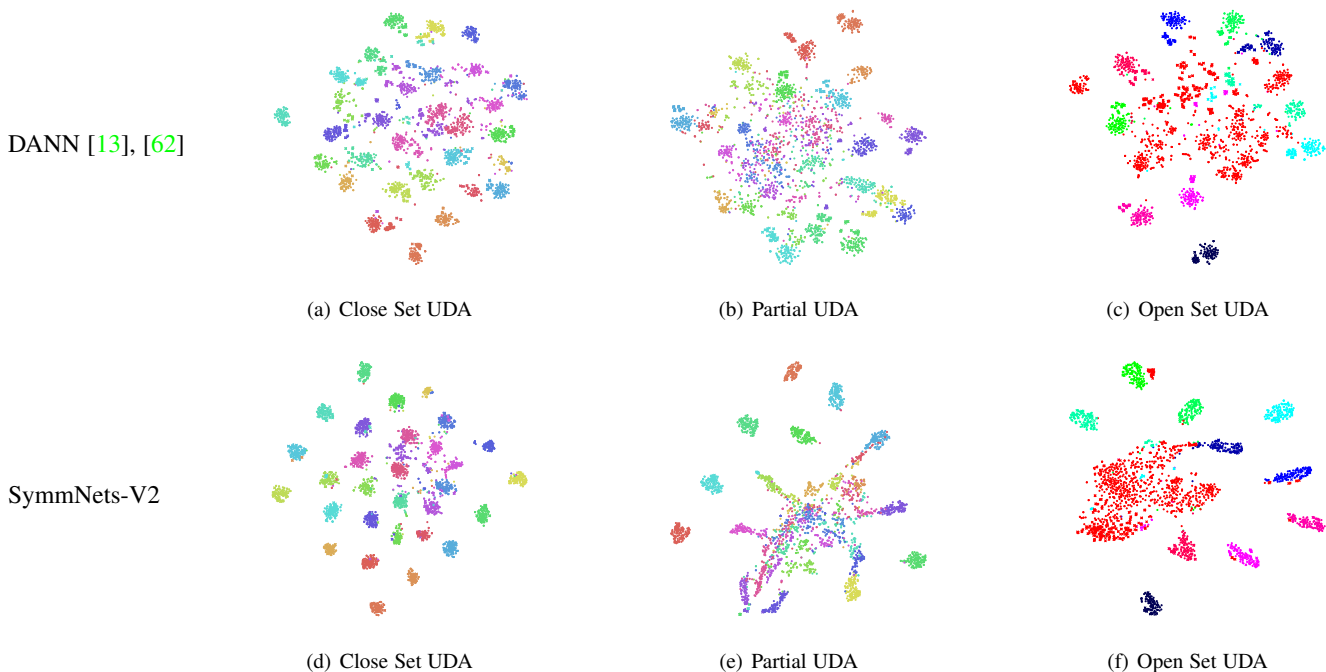 DANN [13], [62]
(a) Close Set UDA
(b) Partial UDA
(c) Open Set UDA
SymmNets-V2
(d) Close Set UDA
(e) Partial UDA
(f) Open Set UDA